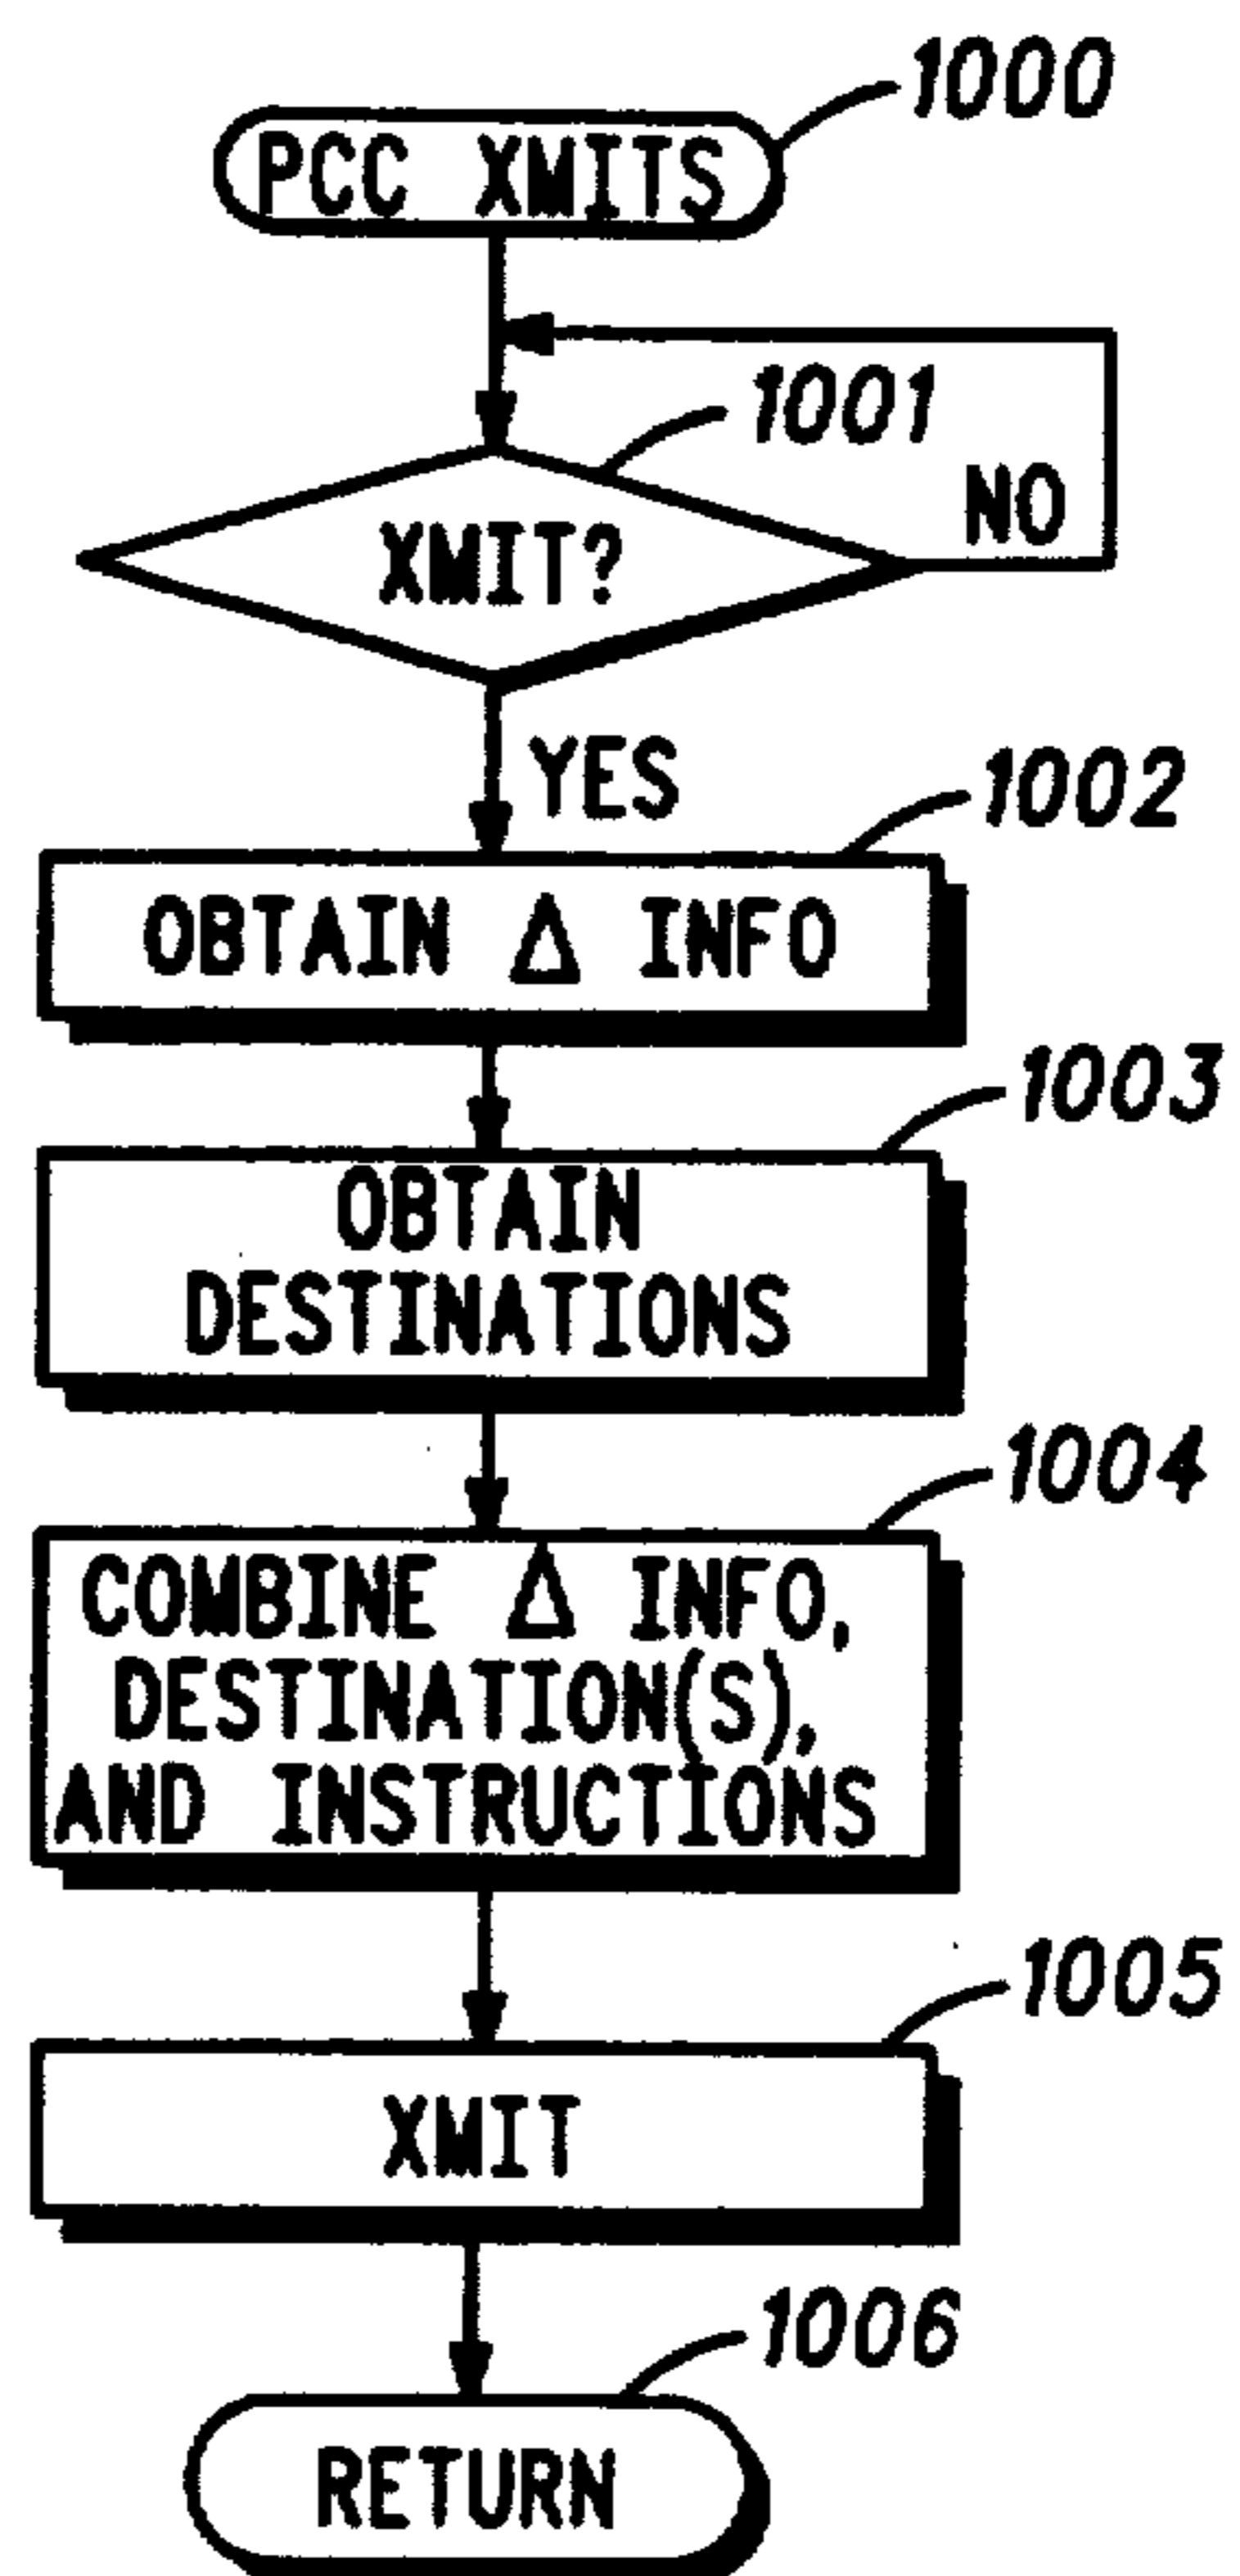 1000
PCC XMITS
1001
XMIT?
NO
YES
1002
OBTAIN Δ INFO
1003
OBTAIN
DESTINATIONS
1004
COMBINE Δ INFO,
DESTINATION(S),
AND INSTRUCTIONS
1005
XMIT
1006
RETURN